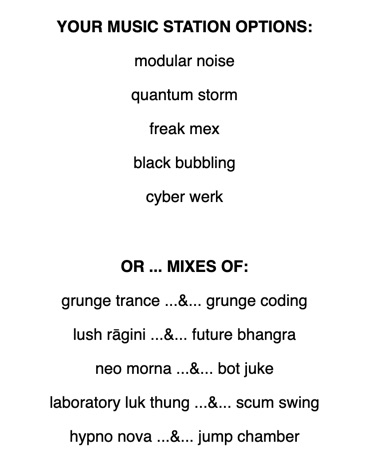 YOUR MUSIC STATION OPTIONS:
modular noise
quantum storm
freak mex
black bubbling
cyber werk
OR ... MIXES OF:
grunge trance ...&... grunge coding
lush rāgini ...&... future bhangra
neo morna ...&... bot juke
laboratory luk thung ...&... scum swing
hypno nova ...&... jump chamber